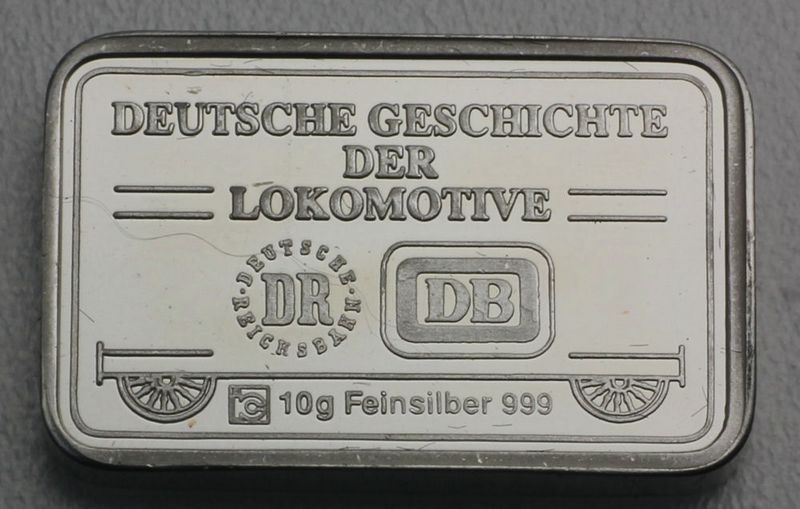 DEUTSCHE GESCHICHTE
DER
LOKOMOTIVE
DEUTSCHE REICHSBAHN
DR
DB
10g Feinsilber 999